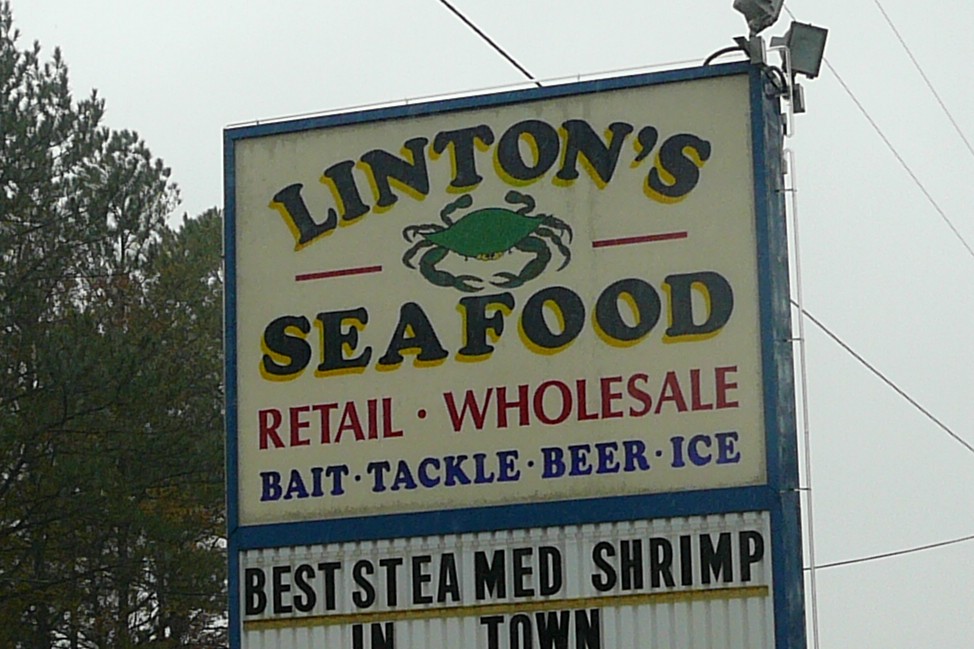 LINTON'S
SEAFOOD
RETAIL · WHOLESALE
BAIT · TACKLE · BEER · ICE
BEST STEAMED SHRIMP
IN TOWN